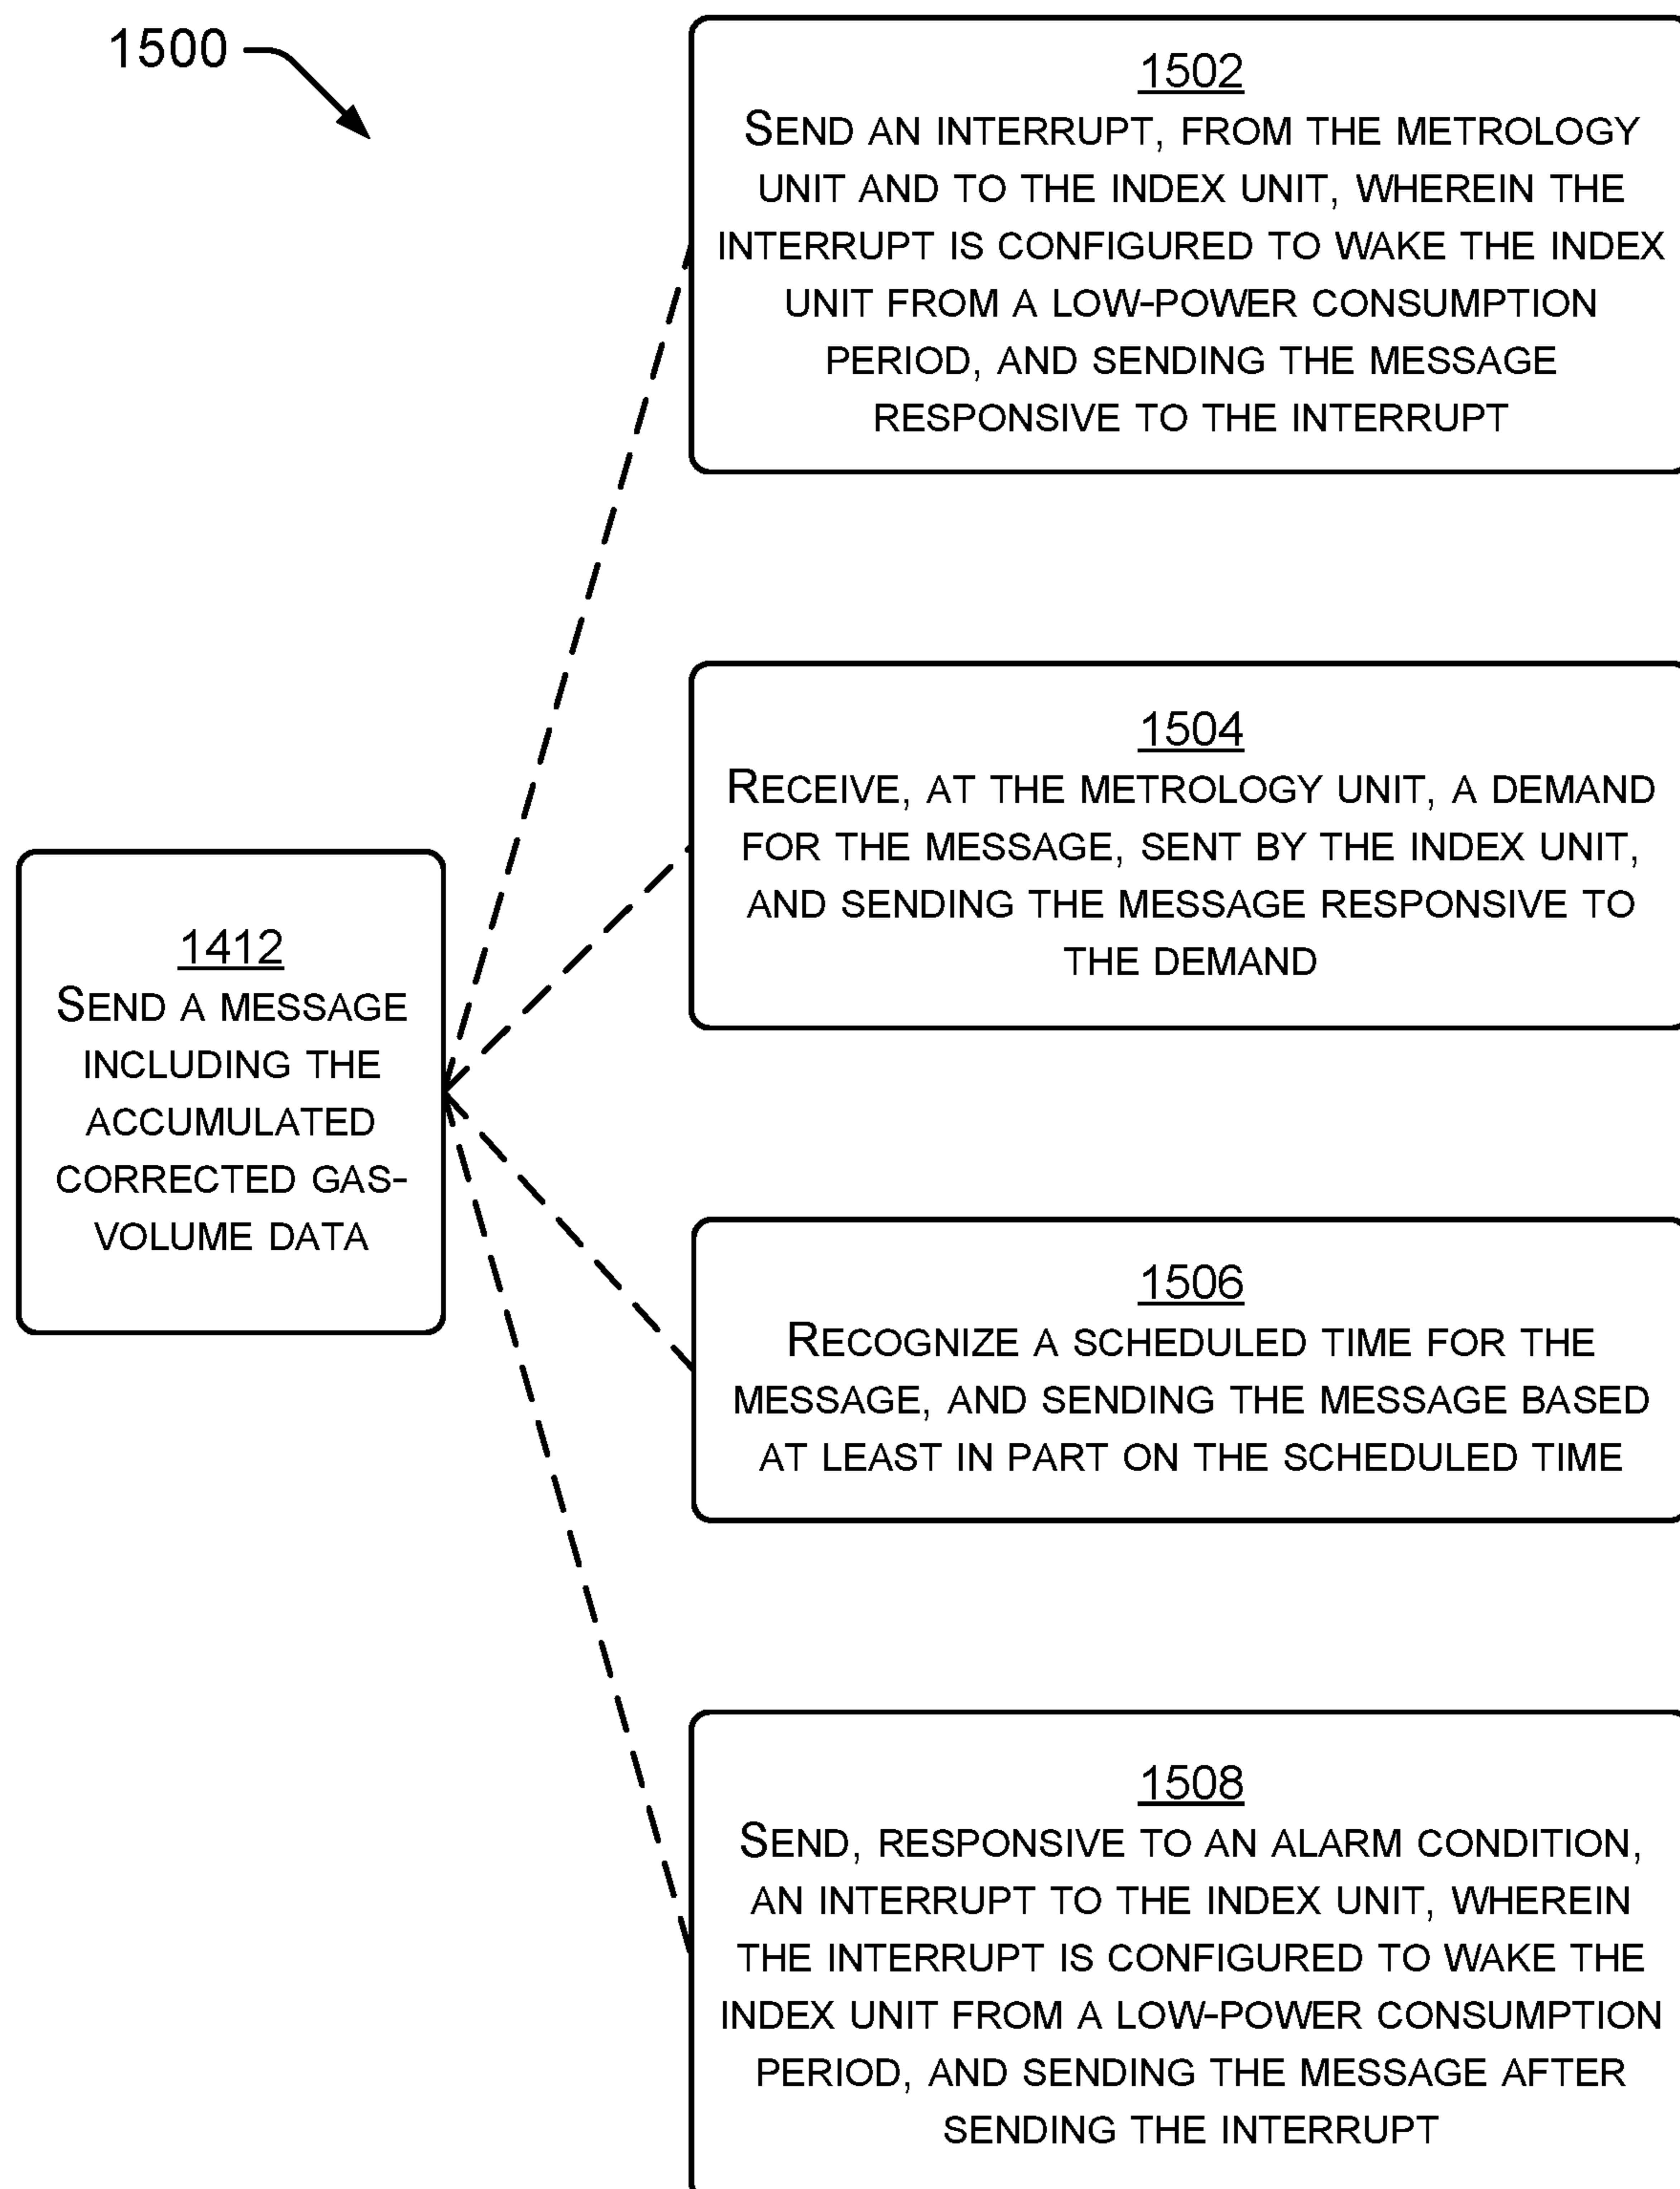 1500
1502
SEND AN INTERRUPT, FROM THE METROLOGY
UNIT AND TO THE INDEX UNIT, WHEREIN THE
INTERRUPT IS CONFIGURED TO WAKE THE INDEX
UNIT FROM A LOW-POWER CONSUMPTION
PERIOD, AND SENDING THE MESSAGE
RESPONSIVE TO THE INTERRUPT
1504
RECEIVE, AT THE METROLOGY UNIT, A DEMAND
FOR THE MESSAGE, SENT BY THE INDEX UNIT,
AND SENDING THE MESSAGE RESPONSIVE TO
THE DEMAND
1412
SEND A MESSAGE
INCLUDING THE
ACCUMULATED
CORRECTED GAS-
VOLUME DATA
1506
RECOGNIZE A SCHEDULED TIME FOR THE
MESSAGE, AND SENDING THE MESSAGE BASED
AT LEAST IN PART ON THE SCHEDULED TIME
1508
SEND, RESPONSIVE TO AN ALARM CONDITION,
AN INTERRUPT TO THE INDEX UNIT, WHEREIN
THE INTERRUPT IS CONFIGURED TO WAKE THE
INDEX UNIT FROM A LOW-POWER CONSUMPTION
PERIOD, AND SENDING THE MESSAGE AFTER
SENDING THE INTERRUPT